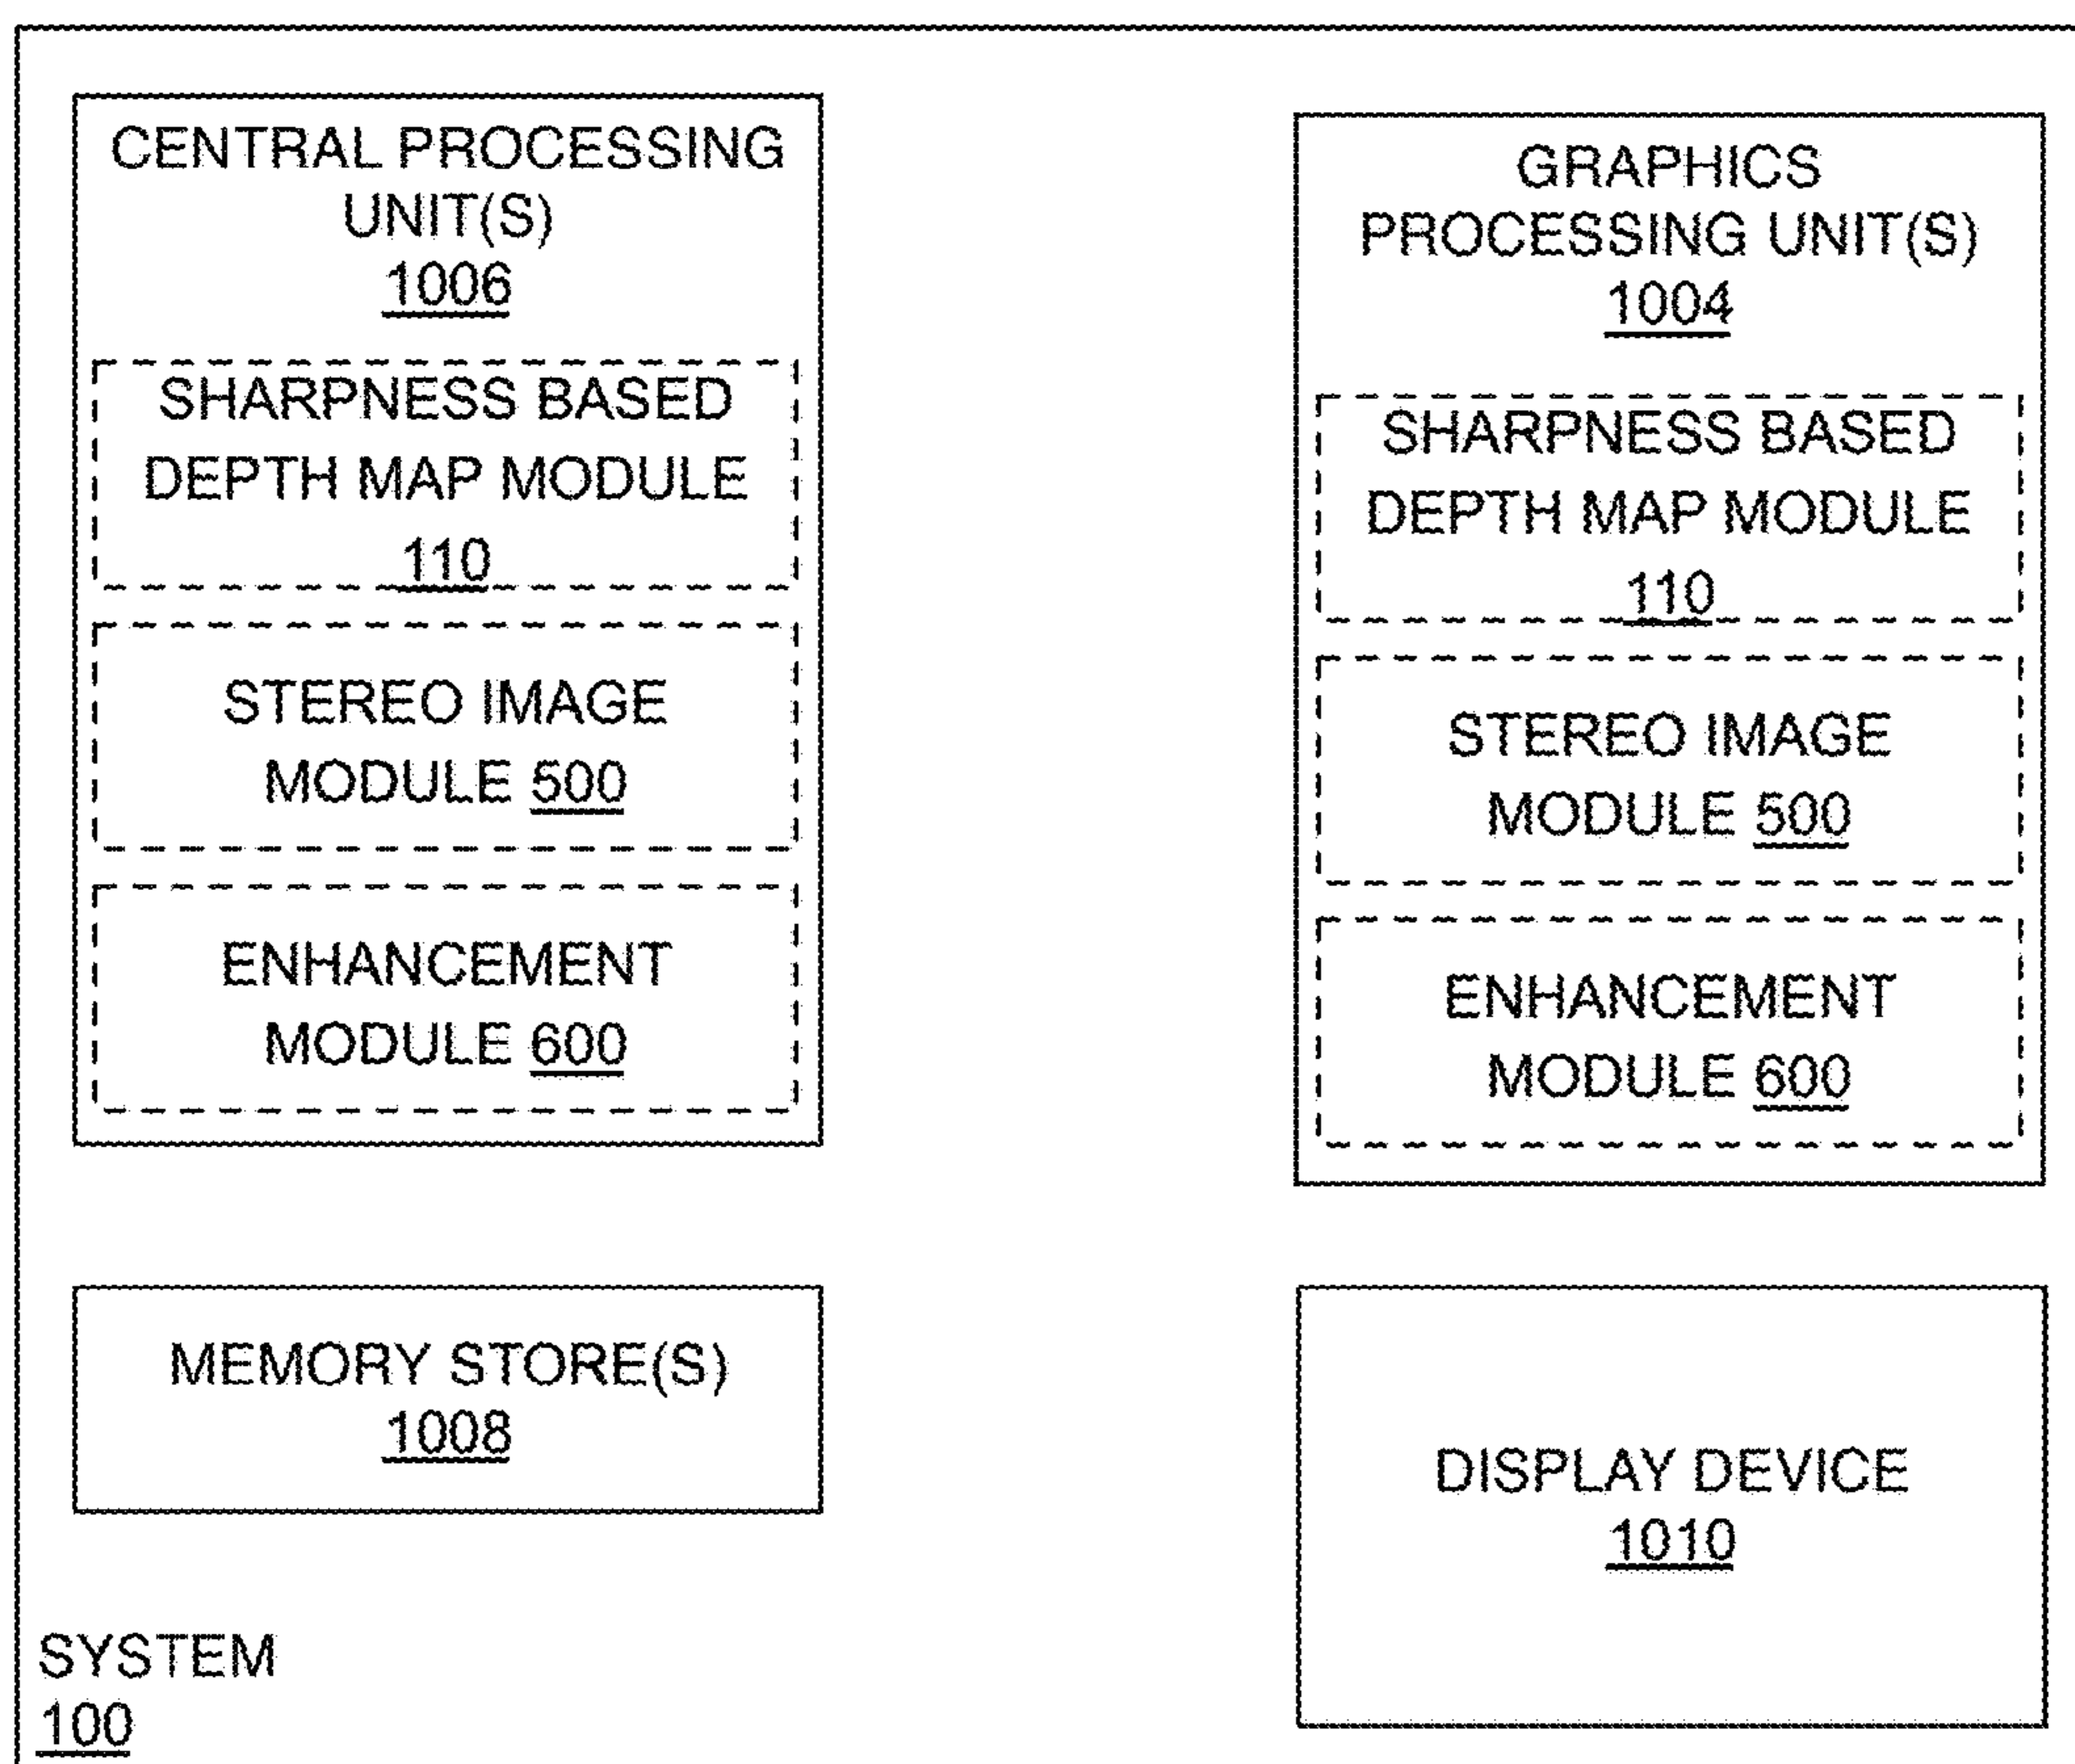 CENTRAL PROCESSING
UNIT(S)
1006
SHARPNESS BASED
DEPTH MAP MODULE
110
STEREO IMAGE
MODULE 500
ENHANCEMENT
MODULE 600
GRAPHICS
PROCESSING UNIT(S)
1004
SHARPNESS BASED
DEPTH MAP MODULE
110
STEREO IMAGE
MODULE 500
ENHANCEMENT
MODULE 600
MEMORY STORE(S)
1008
DISPLAY DEVICE
1010
SYSTEM
100